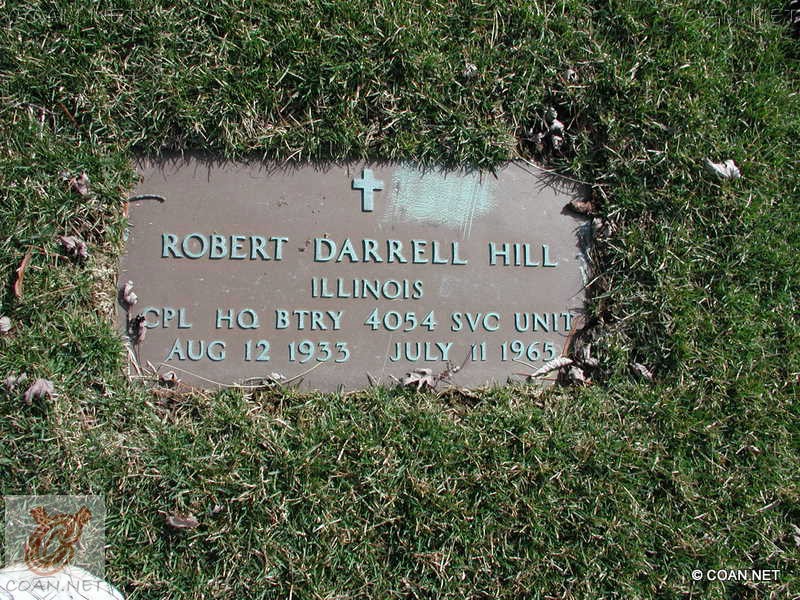 ROBERT DARRELL HILL
ILLINOIS
CPL HQ BTRY 4054 SVC UNIT
AUG 12 1933 JULY 11 1965
COAN.NET
© COAN.NET